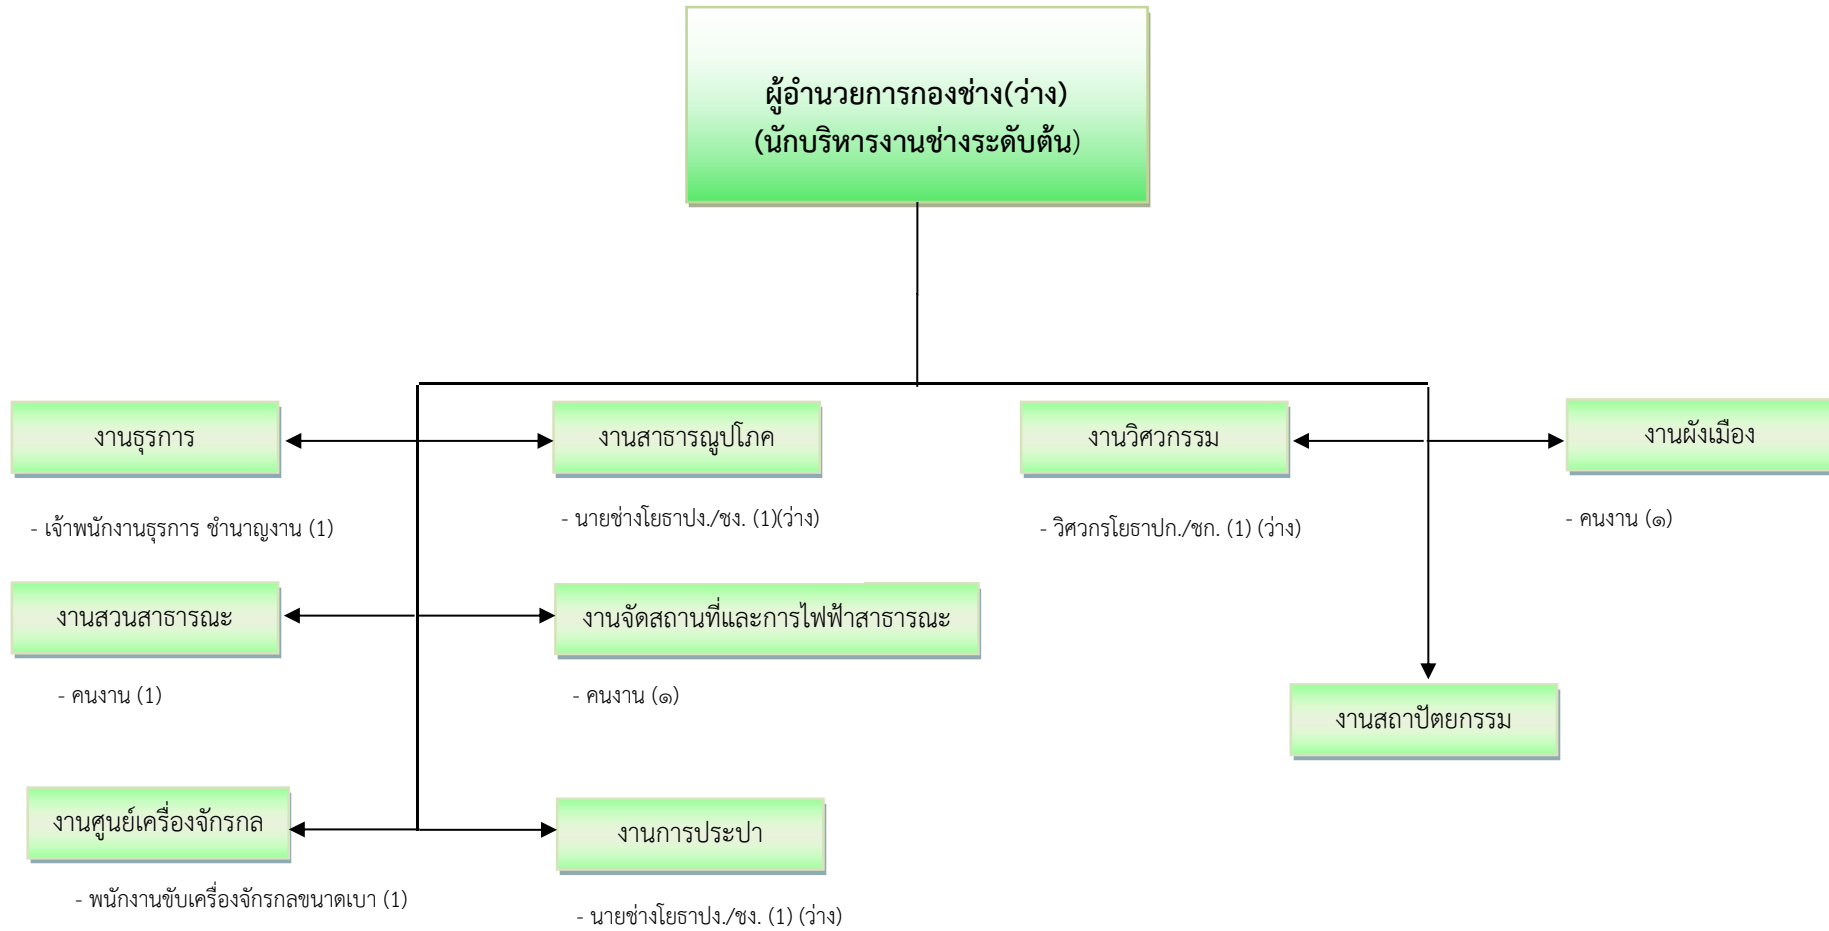 ผู้อำนวยการกองช่าง(ว่าง)
(นักบริหารงานช่างระดับต้น)
งานธุรการ
- เจ้าพนักงานธุรการ ชำนาญงาน (1)
งานสาธารณูปโภค
- นายช่างโยธาปง./ชง. (1)(ว่าง)
งานวิศวกรรม
- วิศวกรโยธาปก./ชก. (1) (ว่าง)
งานผังเมือง
- คนงาน (๑)
งานสวนสาธารณะ
- คนงาน (1)
งานจัดสถานที่และการไฟฟ้าสาธารณะ
- คนงาน (๑)
งานสถาปัตยกรรม
งานศูนย์เครื่องจักรกล
- พนักงานขับเครื่องจักรกลขนาดเบา (1)
งานการประปา
- นายช่างโยธาปง./ชง. (1) (ว่าง)